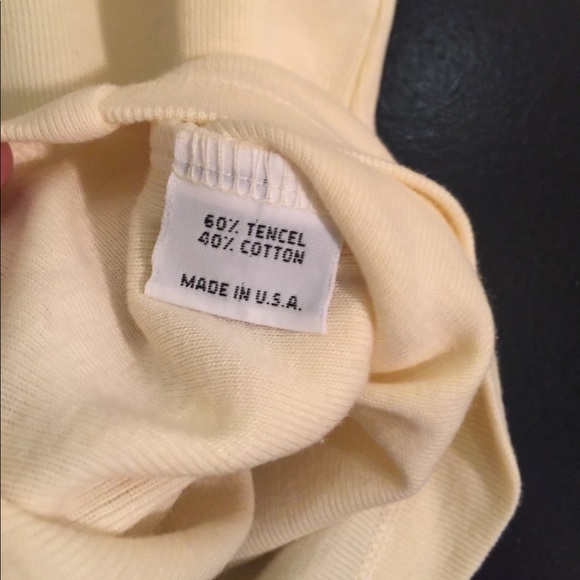 60% TENCEL
40% COTTON
MADE IN U.S.A.